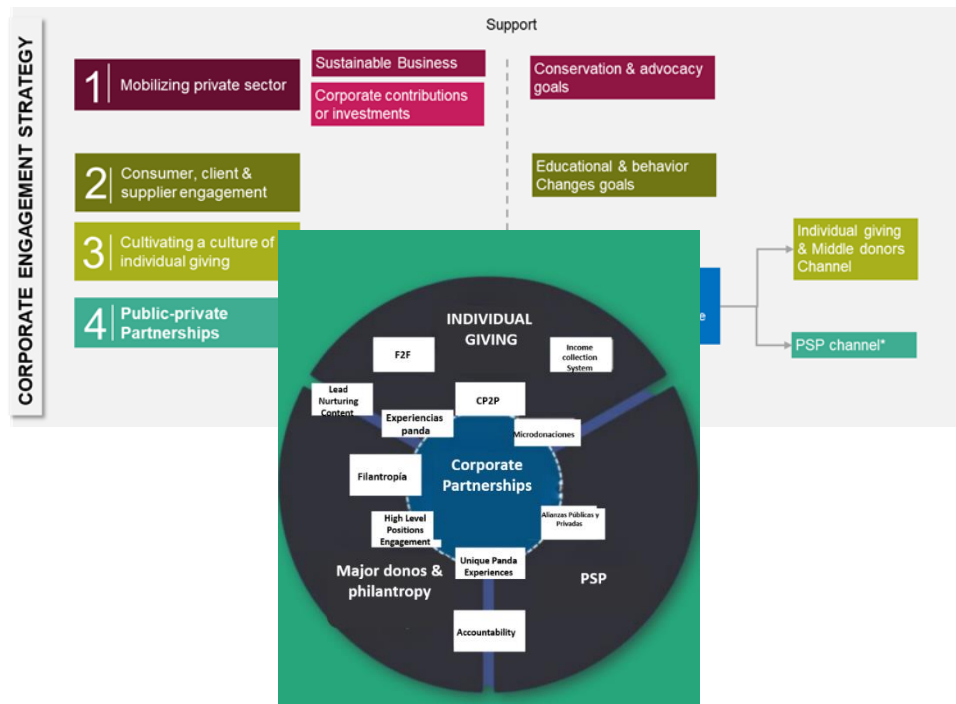 CORPORATE ENGAGEMENT STRATEGY
Support
1
Mobilizing private sector
Sustainable Business
Corporate contributions
or investments
Conservation & advocacy
goals
2
Consumer, client &
supplier engagement
Educational & behavior
Changes goals
3
Cultivating a culture of
individual giving
Individual giving
& Middle donors
Channel
4
Public-private
Partnerships
PSP channel*
INDIVIDUAL
GIVING
F2F
Income
collection
System
Lead
Nurturing
Content
CP2P
Experiencias
panda
Microdonaciones
Corporate
Partnerships
Filantropía
High Level
Positions
Engagement
Alianzas Públicas y
Privadas
Unique Panda
Experiences
Major donos &
philantropy
PSP
Accountability